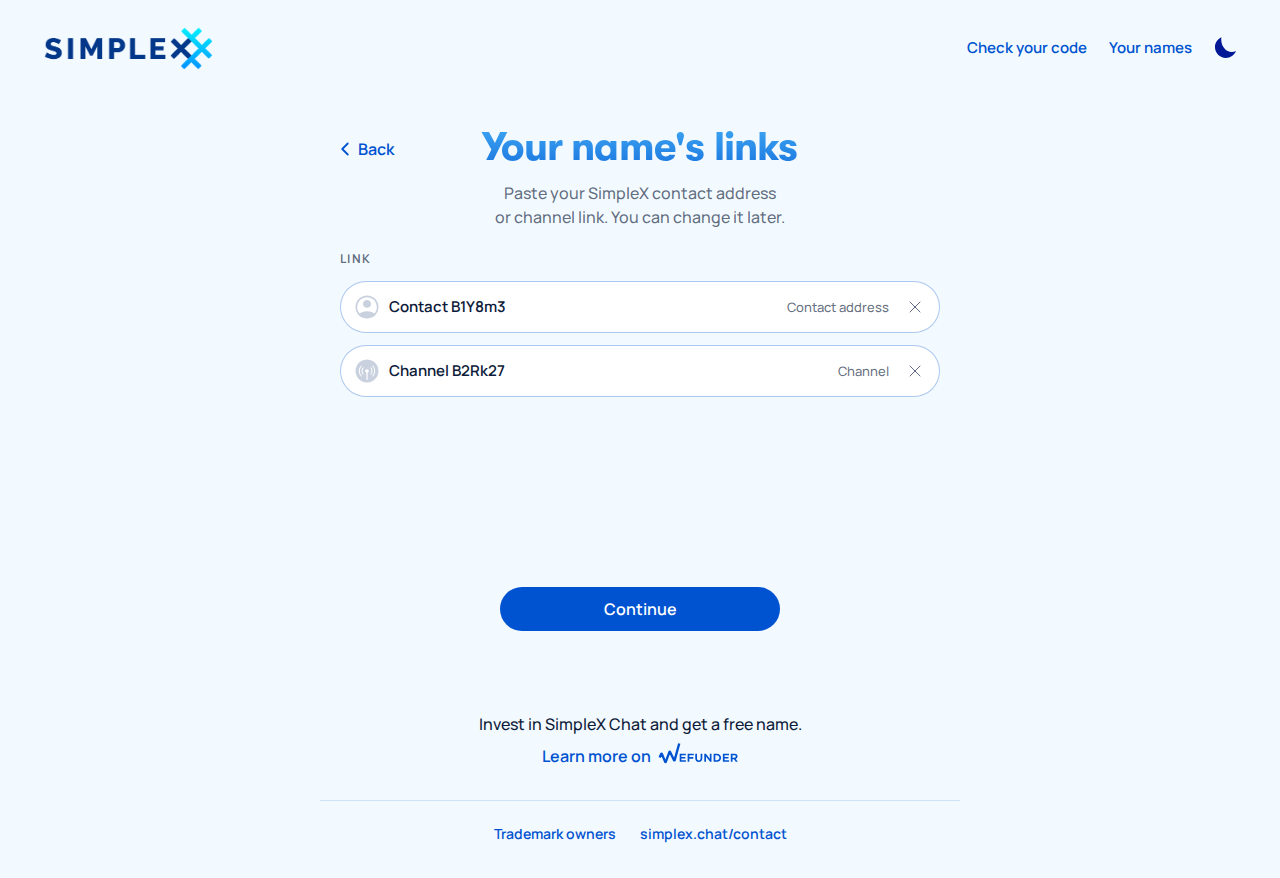 SIMPLEX
Check your code
Your names
Back
Your name's links
Paste your SimpleX contact address
or channel link. You can change it later.
LINK
Contact B1Y8m3
Contact address
Channel B2Rk27
Channel
Continue
Invest in SimpleX Chat and get a free name.
Learn more on WEFUNDER
Trademark owners
simplex.chat/contact